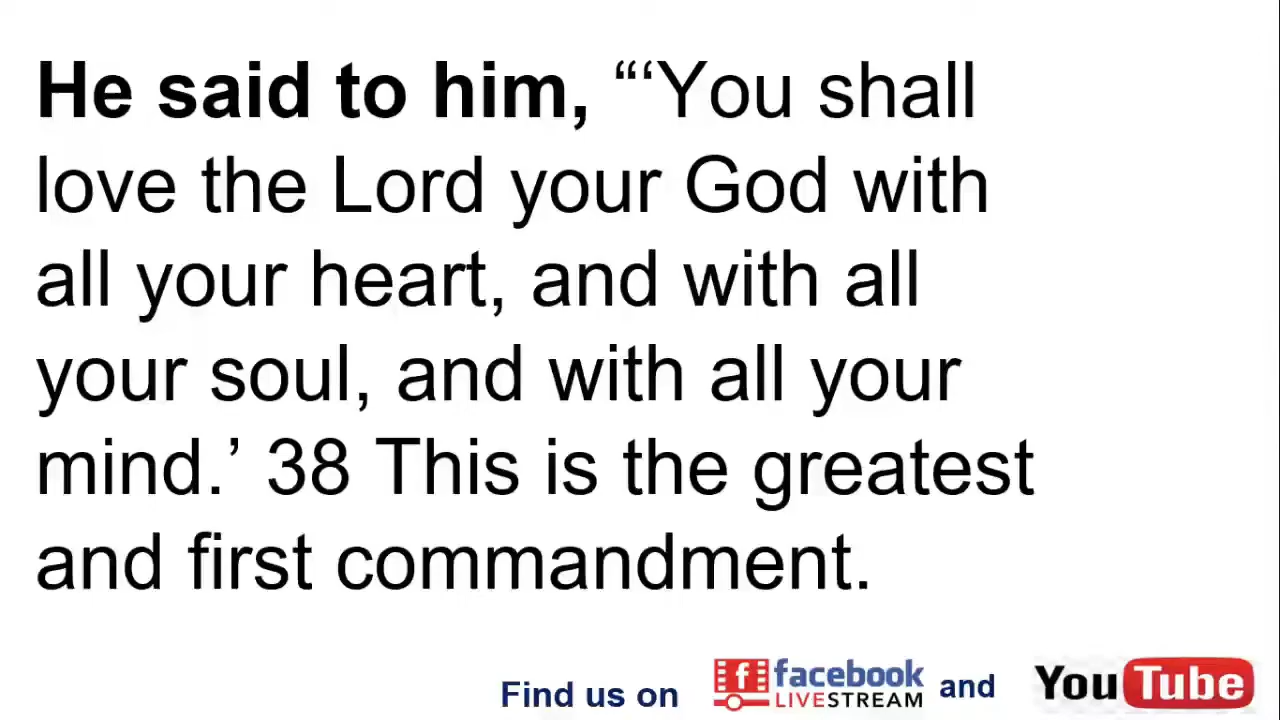 He said to him, “‘You shall
love the Lord your God with
all your heart, and with all
your soul, and with all your
mind.’ 38 This is the greatest
and first commandment.
Find us on f facebook LIVESTREAM and YouTube